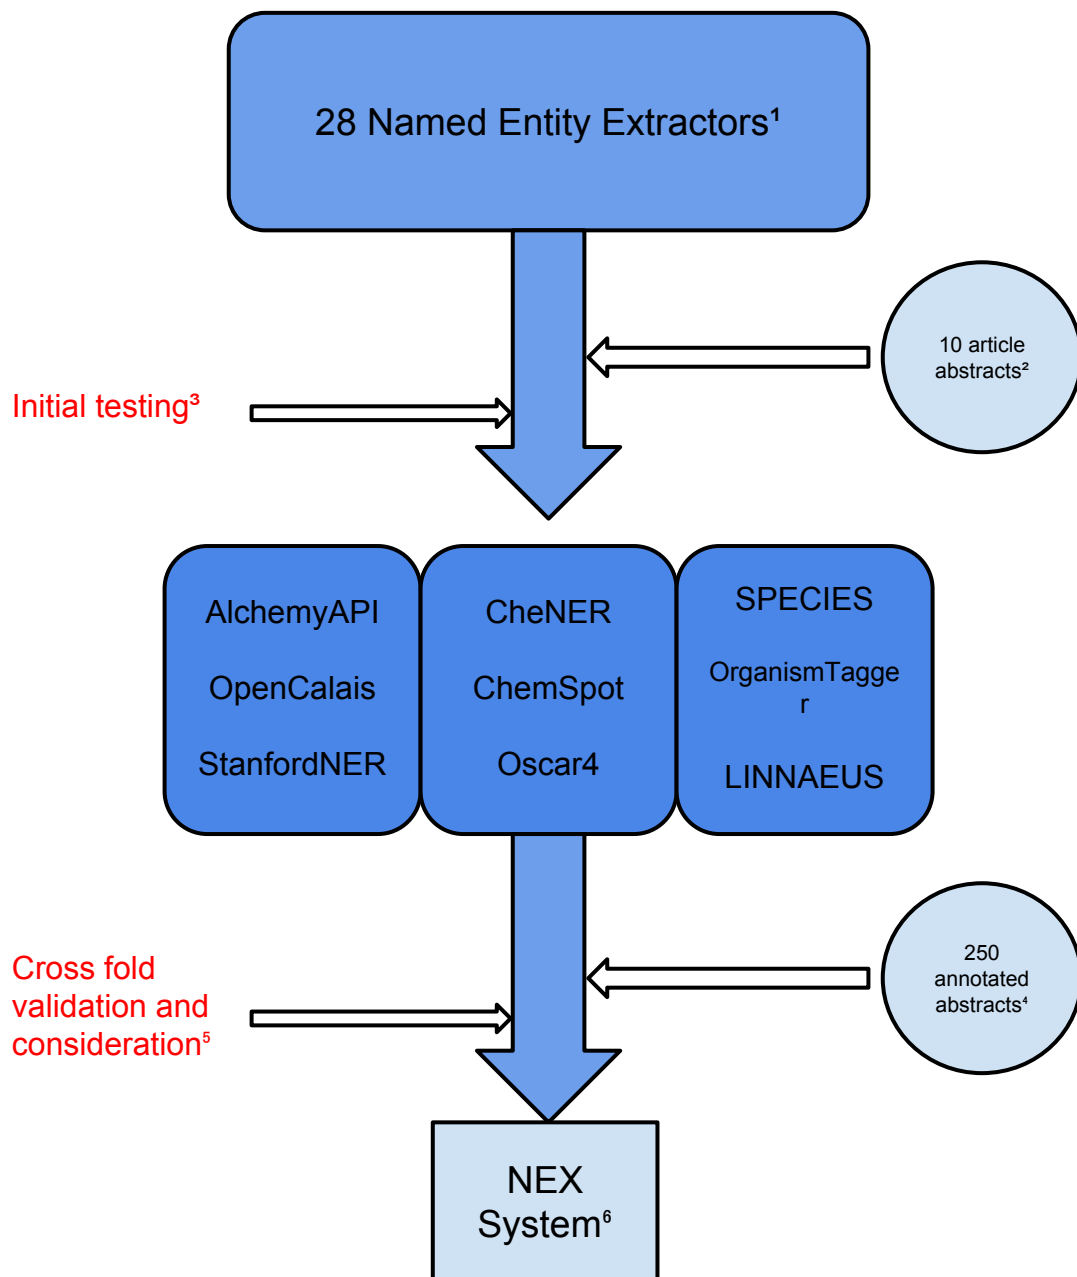 28 Named Entity Extractors¹
10 article
abstracts²
Initial testing³
AlchemyAPI
OpenCalais
StanfordNER
CheNER
ChemSpot
Oscar4
SPECIES
OrganismTagge
r
LINNAEUS
250
annotated
abstracts⁴
Cross fold
validation and
consideration⁵
NEX
System⁶